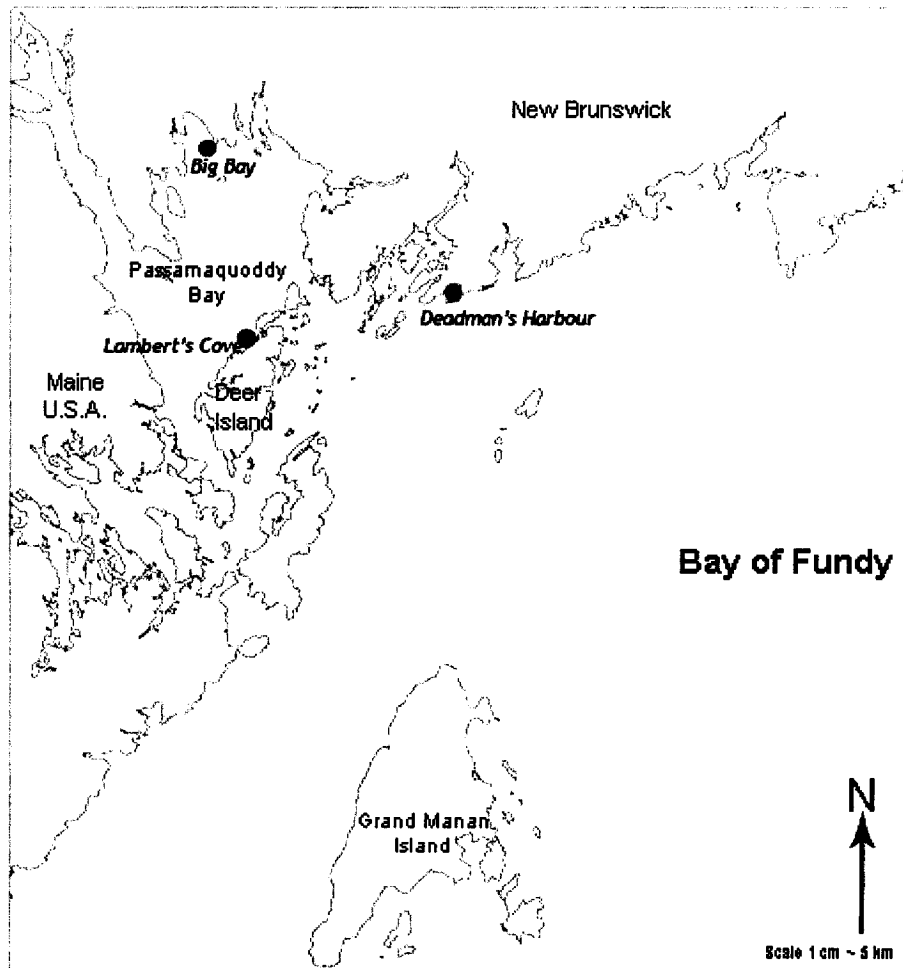 New Brunswick
Big Bay
Passamaquoddy
Bay
Deadman's Harbour
Lambert's Cove
Maine
U.S.A.
Deer
Island
Bay of Fundy
N
Grand Manan
Island
Scale 1 cm ~ 5 km